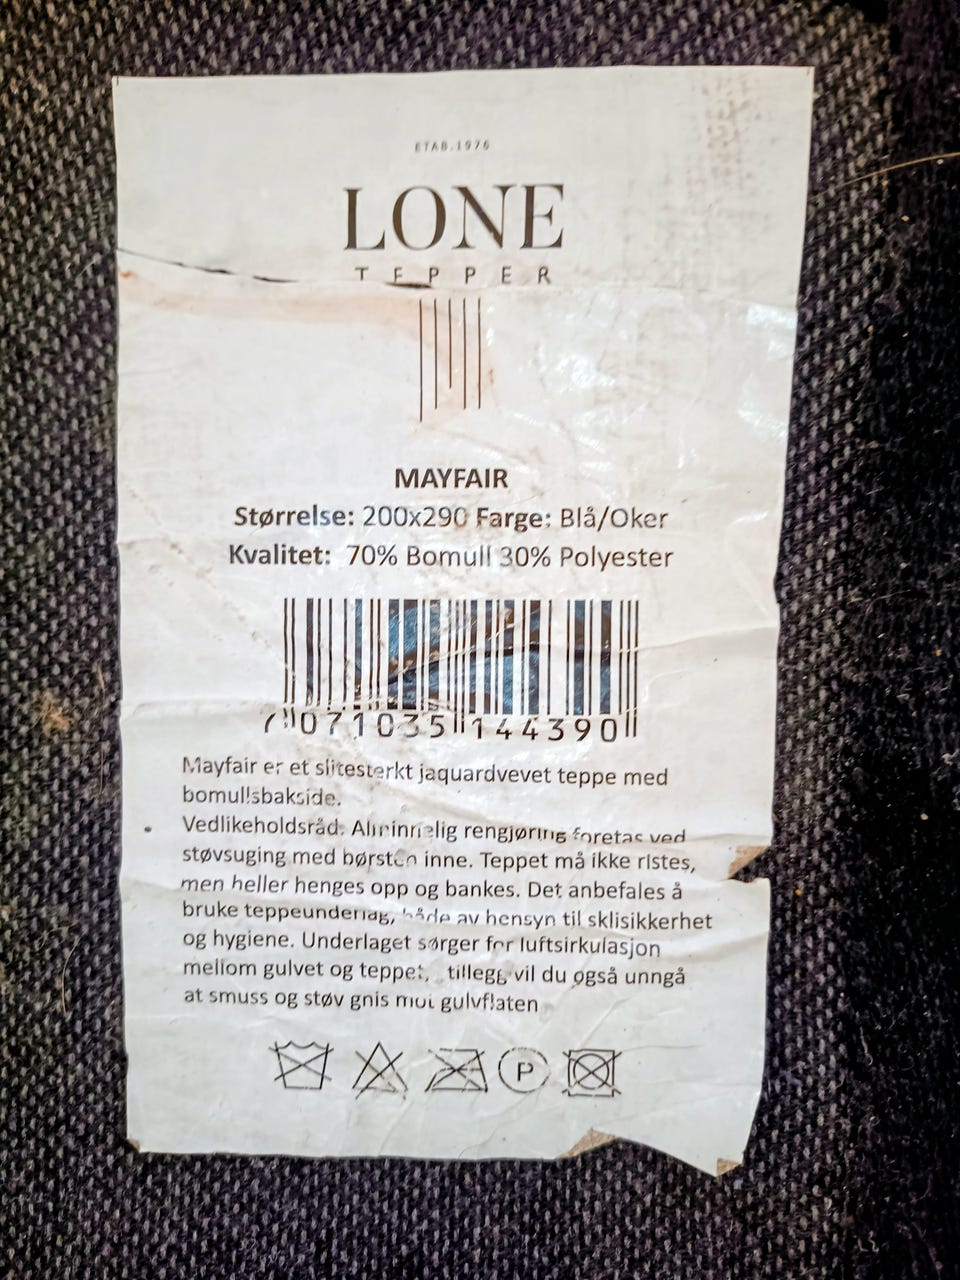 ETAB.1976
LONE
TEPPER
MAYFAIR
Størrelse: 200x290 Farge: Blå/Oker
Kvalitet: 70% Bomull 30% Polyester
7 071035 144390
Mayfair er et slitesterkt jaquardvevet teppe med
bomullsbakside.
Vedlikeholdsråd: Alminnelig rengjøring foretas ved
støvsuging med børsten inne. Teppet må ikke ristes,
men heller henges opp og bankes. Det anbefales å
bruke teppeunderlag, både av hensyn til sklisikkerhet
og hygiene. Underlaget sørger for luftsirkulasjon
mellom gulvet og teppet, tillegg vil du også unngå
at smuss og støv gnis mot gulvflaten
P